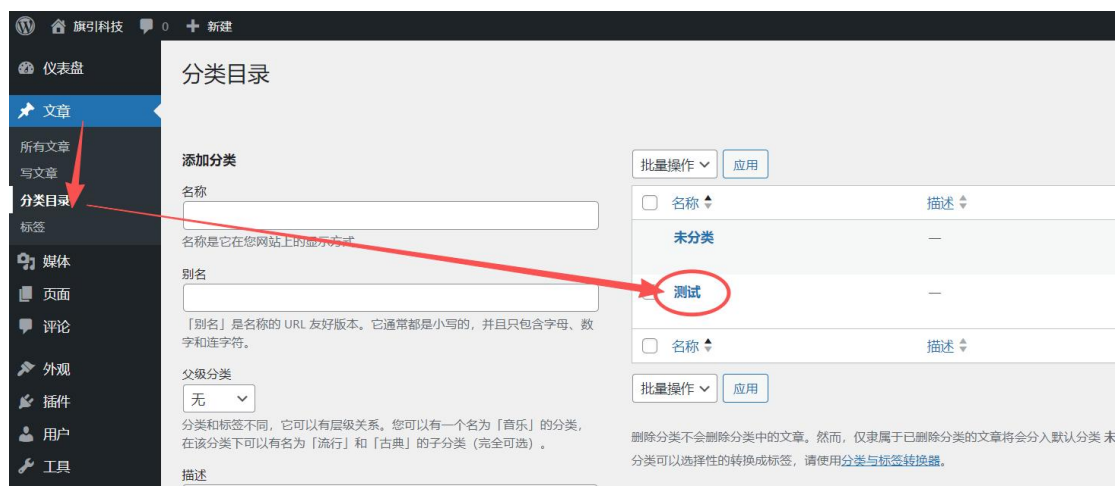 旗引科技 0 新建
仪表盘
文章
所有文章
写文章
分类目录
标签
媒体
页面
评论
外观
插件
用户
工具
分类目录
添加分类
名称
名称是它在您网站上的显示方式
别名
「别名」是名称的 URL 友好版本。它通常都是小写的，并且只包含字母、数
字和连字符。
父级分类
无
分类和标签不同，它可以有层级关系。您可以有一个名为「音乐」的分类，
在该分类下可以有名为「流行」和「古典」的子分类（完全可选）。
描述
批量操作 应用
名称 描述
未分类 —
测试 —
名称 描述
批量操作 应用
删除分类不会删除分类中的文章。然而，仅隶属于已删除分类的文章将会分入默认分类 未
分类可以选择性的转换成标签，请使用分类与标签转换器。